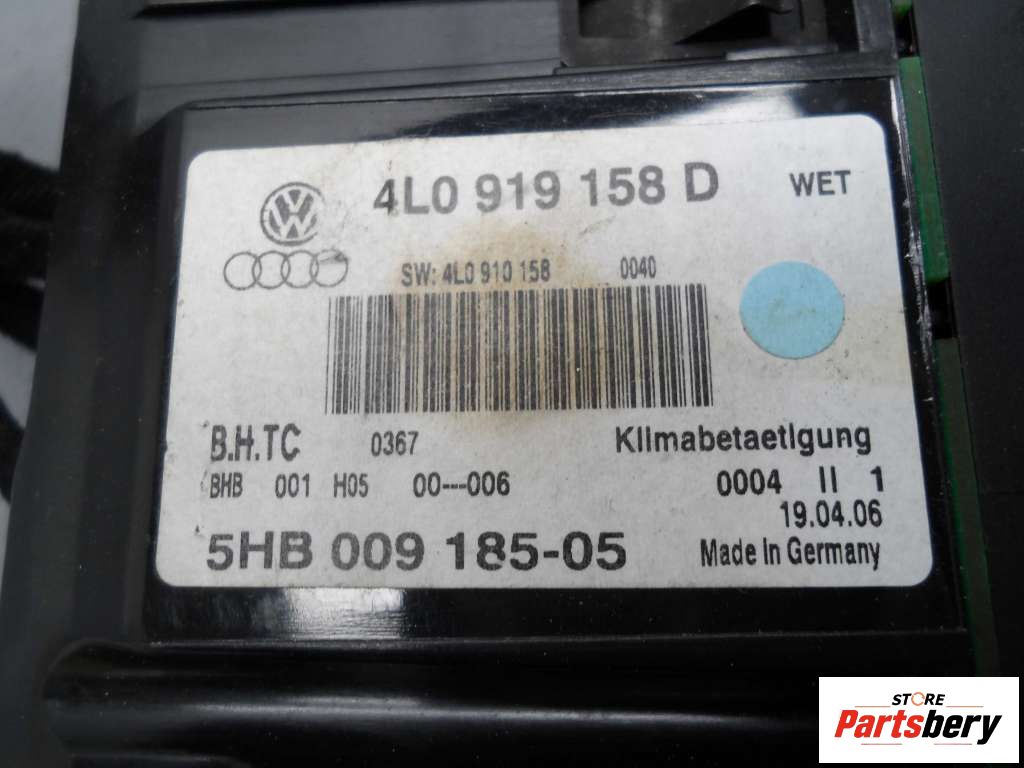 4L0 919 158 D WET
SW: 4L0 910 158 0040
B.H.TC 0367 Klimabetaetigung
BHB 001 H05 00---006 0004 II 1
19.04.06
5HB 009 185-05 Made in Germany
STORE
Partsbery